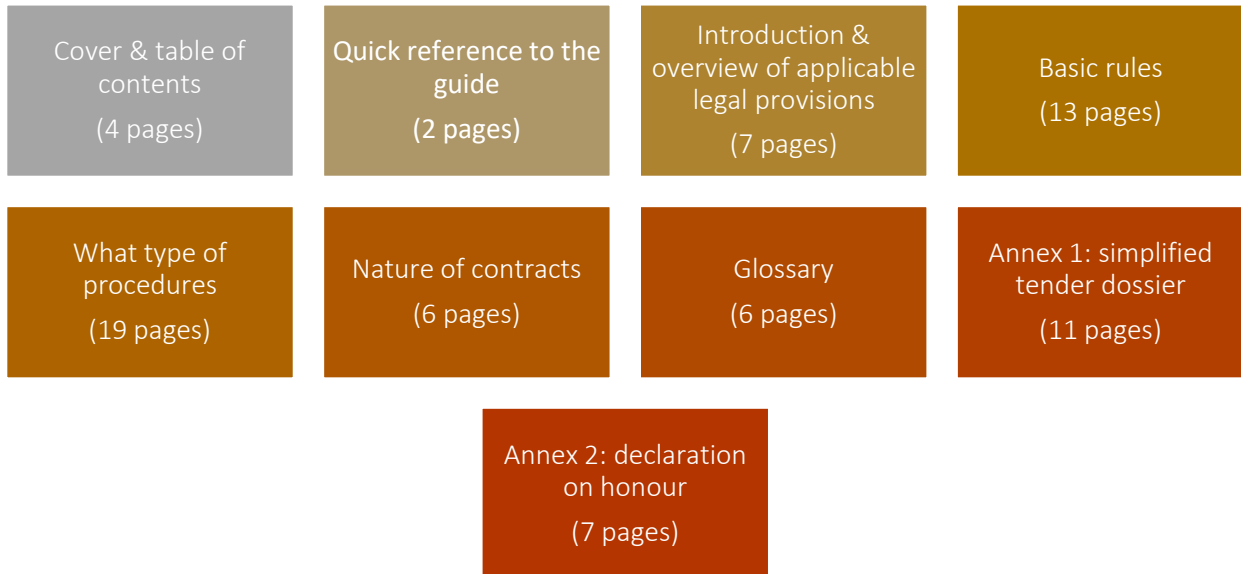 Cover & table of
contents
(4 pages)
Quick reference to the
guide
(2 pages)
Introduction &
overview of applicable
legal provisions
(7 pages)
Basic rules
(13 pages)
What type of
procedures
(19 pages)
Nature of contracts
(6 pages)
Glossary
(6 pages)
Annex 1: simplified
tender dossier
(11 pages)
Annex 2: declaration
on honour
(7 pages)